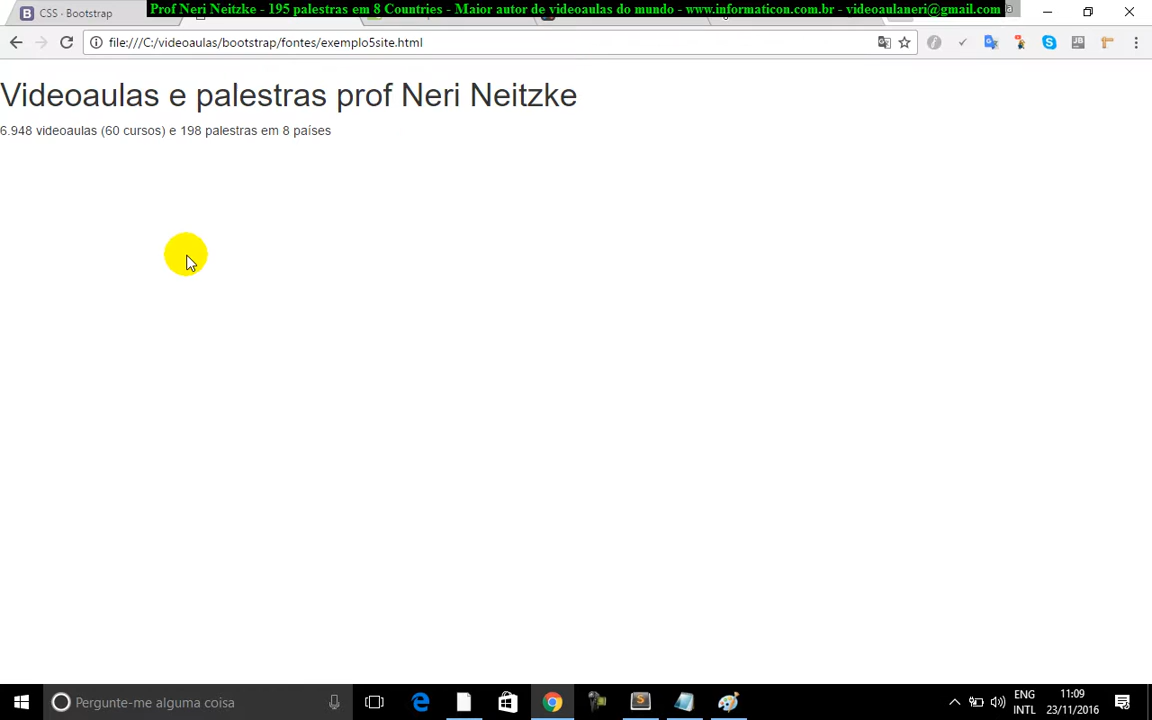 CSS · Bootstrap
Prof Neri Neitzke - 195 palestras em 8 Countries - Maior autor de videoaulas do mundo - www.informaticon.com.br - videoaulaneri@gmail.com
file:///C:/videoaulas/bootstrap/fontes/exemplo5site.html
Videoaulas e palestras prof Neri Neitzke
6.948 videoaulas (60 cursos) e 198 palestras em 8 países
Pergunte-me alguma coisa
ENG
INTL
11:09
23/11/2016